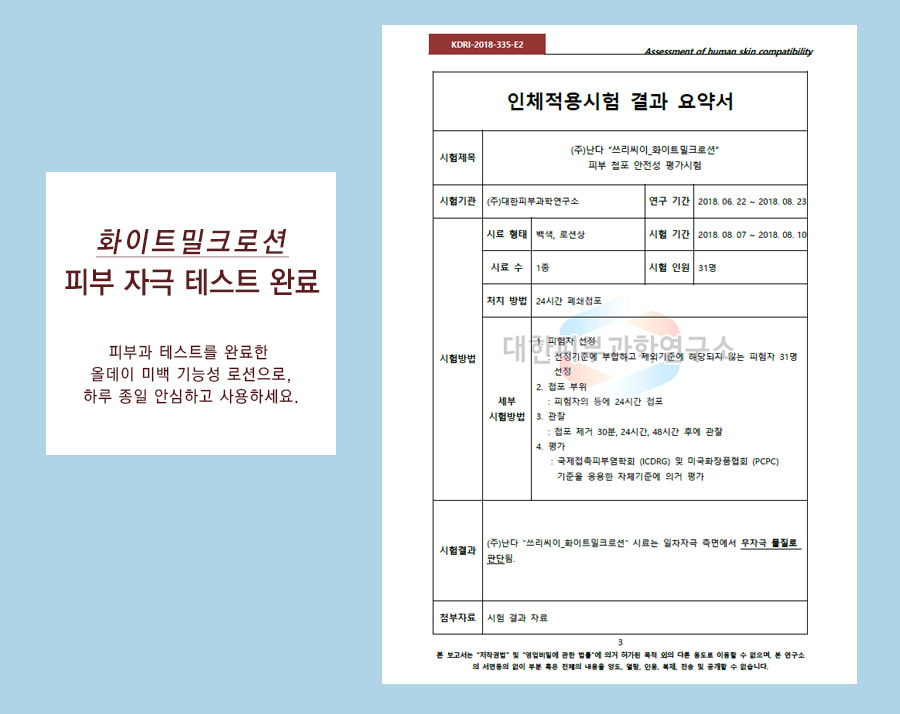 화이트밀크로션
피부 자극 테스트 완료
피부과 테스트를 완료한
올데이 미백 기능성 로션으로,
하루 종일 안심하고 사용하세요.
KDRI-2018-335-E2
Assessment of human skin compatibility
인체적용시험 결과 요약서
시험제목
(주)난다 “쓰리씨이_화이트밀크로션”
피부 첩포 안전성 평가시험
시험기관 (주)대한피부과학연구소 연구 기간 2018. 06. 22 ~ 2018. 08. 23
시험방법
시료 형태 백색, 로션상 시험 기간 2018. 08. 07 ~ 2018. 08. 10
시료 수 1종 시험 인원 31명
처치 방법 24시간 폐쇄첩포
대한피부과학연구소
세부
시험방법
1. 피험자 선정
: 선정기준에 부합하고 제외기준에 해당되지 않는 피험자 31명
선정
2. 첩포 부위
: 피험자의 등에 24시간 첩포
3. 관찰
: 첩포 제거 30분, 24시간, 48시간 후에 관찰
4. 평가
: 국제접촉피부염학회 (ICDRG) 및 미국화장품협회 (PCPC)
기준을 응용한 자체기준에 의거 평가
시험결과
(주)난다 “쓰리씨이_화이트밀크로션” 시료는 일차자극 측면에서 무자극 물질로
판단됨.
첨부자료 시험 결과 자료
3
본 보고서는 “저작권법” 및 “영업비밀에 관한 법률”에 의거 허가된 목적 외의 다른 용도로 이용할 수 없으며, 본 연구소
의 서면동의 없이 부분 혹은 전체의 내용을 양도, 열람, 인용, 복제, 전송 및 공개할 수 없습니다.